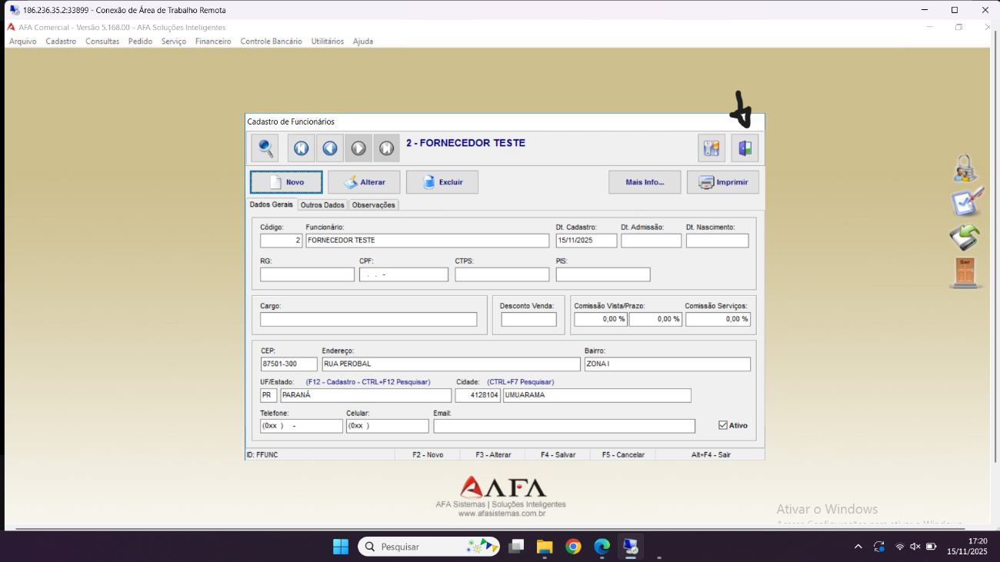 186.236.35.2:33899 - Conexão de Área de Trabalho Remota
AFA Comercial - Versão 5.168.00 - AFA Soluções Inteligentes
Arquivo Cadastro Consultas Pedido Serviço Financeiro Controle Bancário Utilitários Ajuda
Cadastro de Funcionários
2 - FORNECEDOR TESTE
Novo Alterar Excluir Mais Info... Imprimir
Dados Gerais Outros Dados Observações
Código: Funcionário: Dt. Cadastro: Dt. Admissão: Dt. Nascimento:
2 FORNECEDOR TESTE 15/11/2025
RG: CPF: CTPS: PIS:
. . -
Cargo: Desconto Venda: Comissão Vista/Prazo: Comissão Serviços:
0,00 % 0,00 % 0,00 %
CEP: Endereço: Bairro:
87501-300 RUA PEROBAL ZONA I
UF/Estado: (F12 - Cadastro - CTRL+F12 Pesquisar) Cidade: (CTRL+F7 Pesquisar)
PR PARANÁ 4128104 UMUARAMA
Telefone: Celular: Email:
(0xx ) - (0xx ) Ativo
ID: FFUNC F2 - Novo F3 - Alterar F4 - Salvar F5 - Cancelar Alt+F4 - Sair
Sair
AFA
AFA Sistemas | Soluções Inteligentes
www.afasistemas.com.br
Ativar o Windows
Pesquisar
17:20
15/11/2025